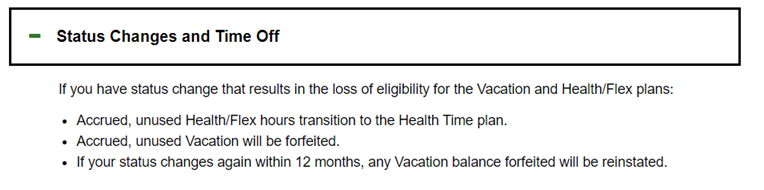 Status Changes and Time Off
If you have status change that results in the loss of eligibility for the Vacation and Health/Flex plans:
• Accrued, unused Health/Flex hours transition to the Health Time plan.
• Accrued, unused Vacation will be forfeited.
• If your status changes again within 12 months, any Vacation balance forfeited will be reinstated.